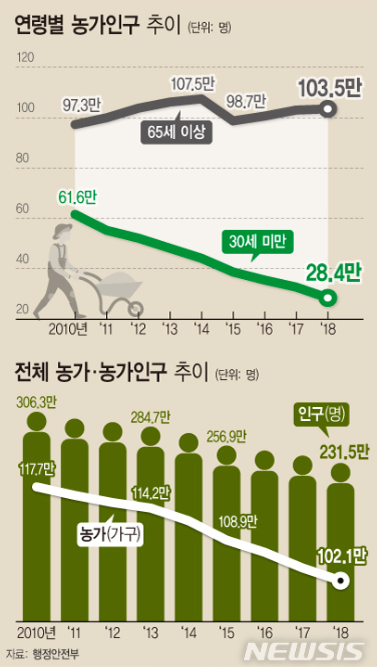 연령별 농가인구 추이 (단위: 명)
120
107.5만
103.5만
97.3만
98.7만
100
65세 이상
80
61.6만
60
30세 미만
28.4만
40
20
2010년 '11 '12 '13 '14 '15 '16 '17 '18
전체 농가·농가인구 추이 (단위: 명)
306.3만
284.7만
인구(명)
256.9만
231.5만
117.7만
114.2만
108.9만
농가(가구)
102.1만
2010년 '11 '12 '13 '14 '15 '16 '17 '18
자료: 행정안전부
NEWSIS